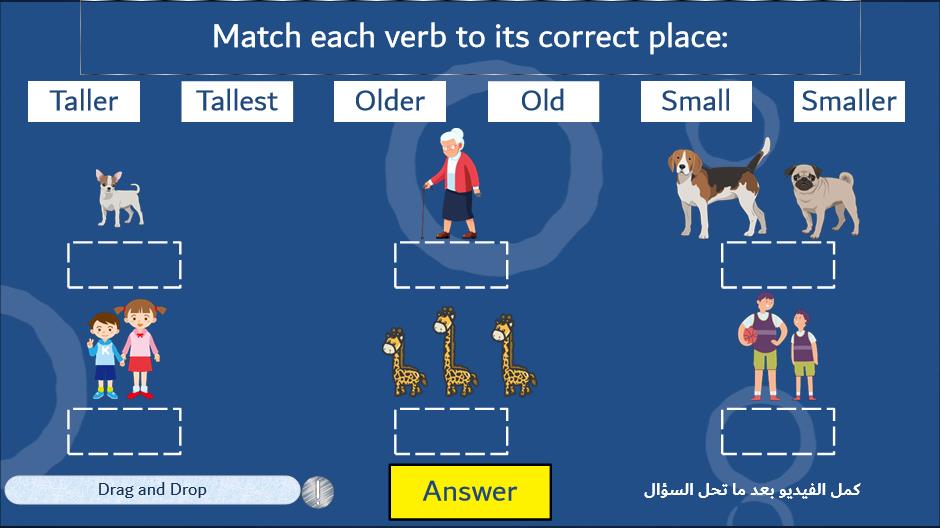 Match each verb to its correct place:
Taller Tallest Older Old Small Smaller
K
Drag and Drop !
Answer
كمل الفيديو بعد ما تحل السؤال